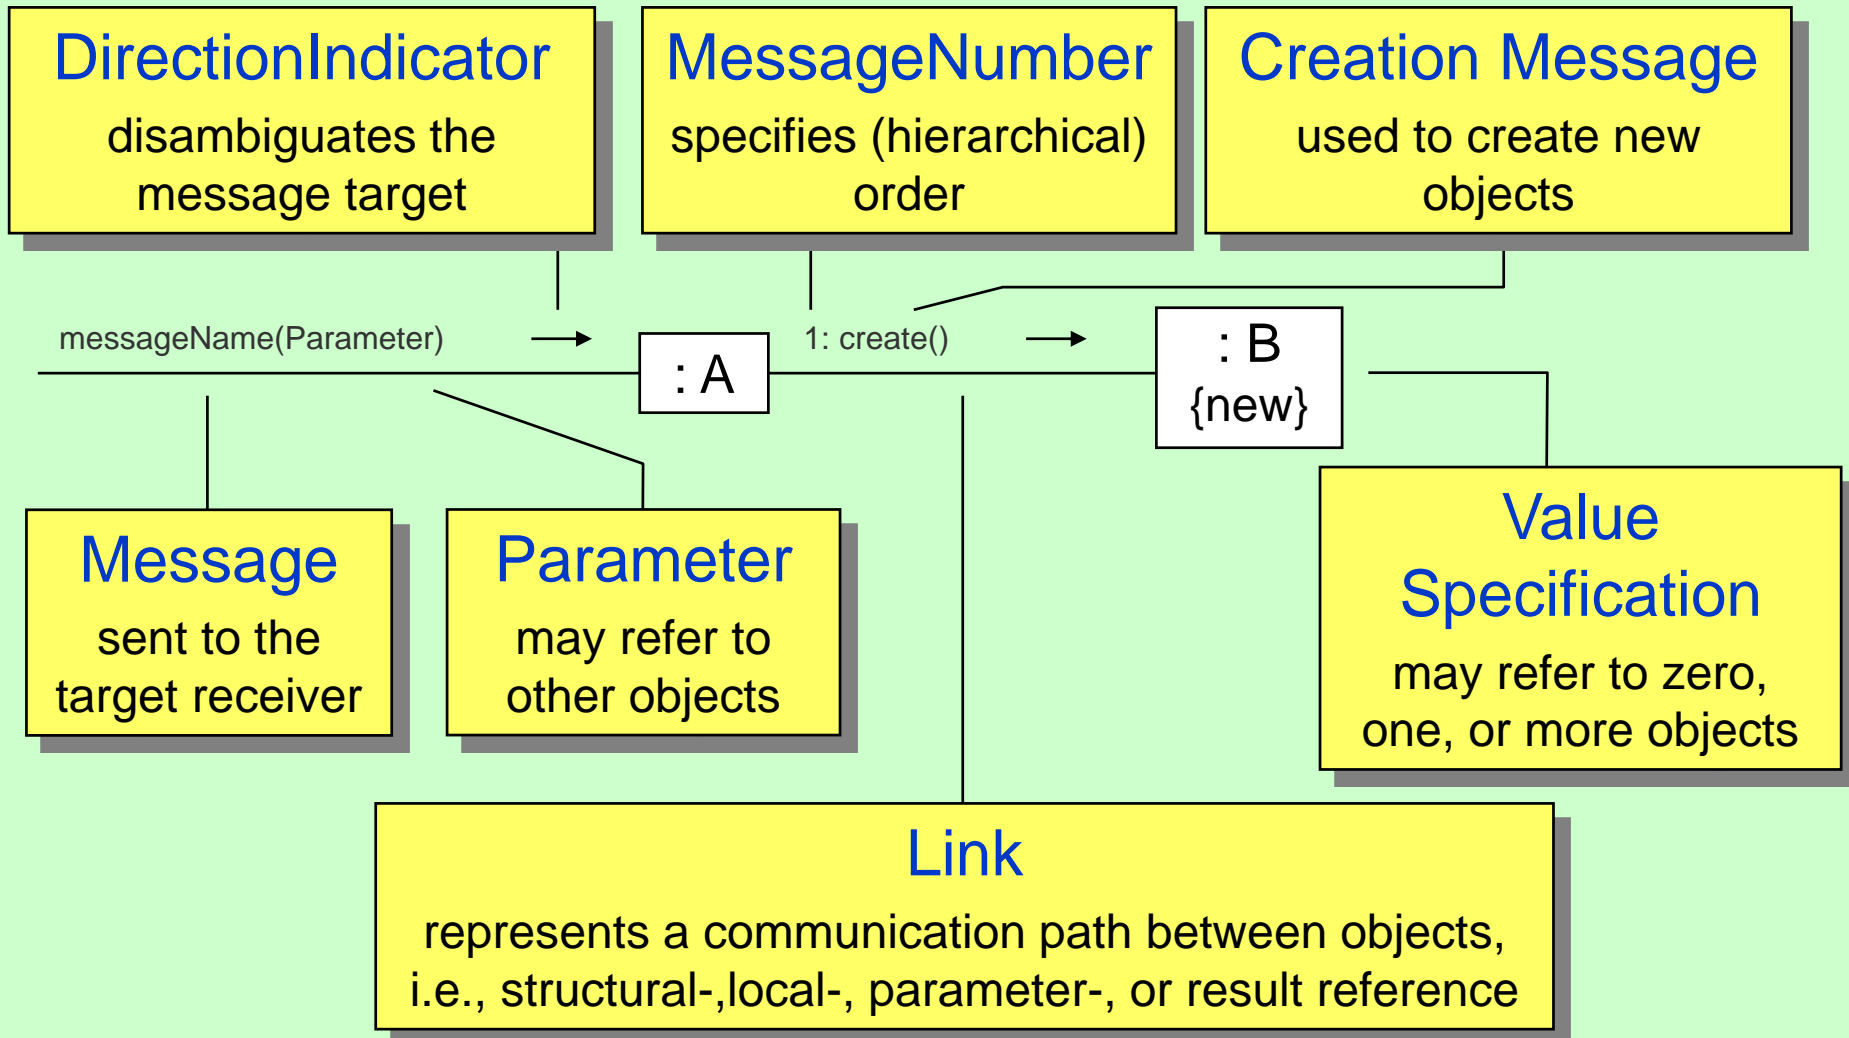 DirectionIndicator
disambiguates the
message target
MessageNumber
specifies (hierarchical)
order
Creation Message
used to create new
objects
messageName(Parameter)
: A
1: create()
: B
{new}
Message
sent to the
target receiver
Parameter
may refer to
other objects
Value
Specification
may refer to zero,
one, or more objects
Link
represents a communication path between objects,
i.e., structural-,local-, parameter-, or result reference